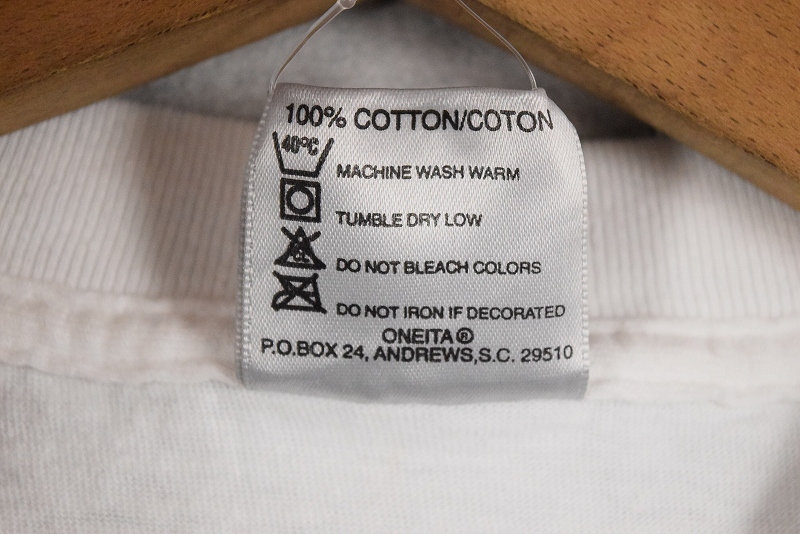 100% COTTON/COTON
40°C
MACHINE WASH WARM
TUMBLE DRY LOW
DO NOT BLEACH COLORS
DO NOT IRON IF DECORATED
ONEITA®
P.O.BOX 24, ANDREWS,S.C. 29510